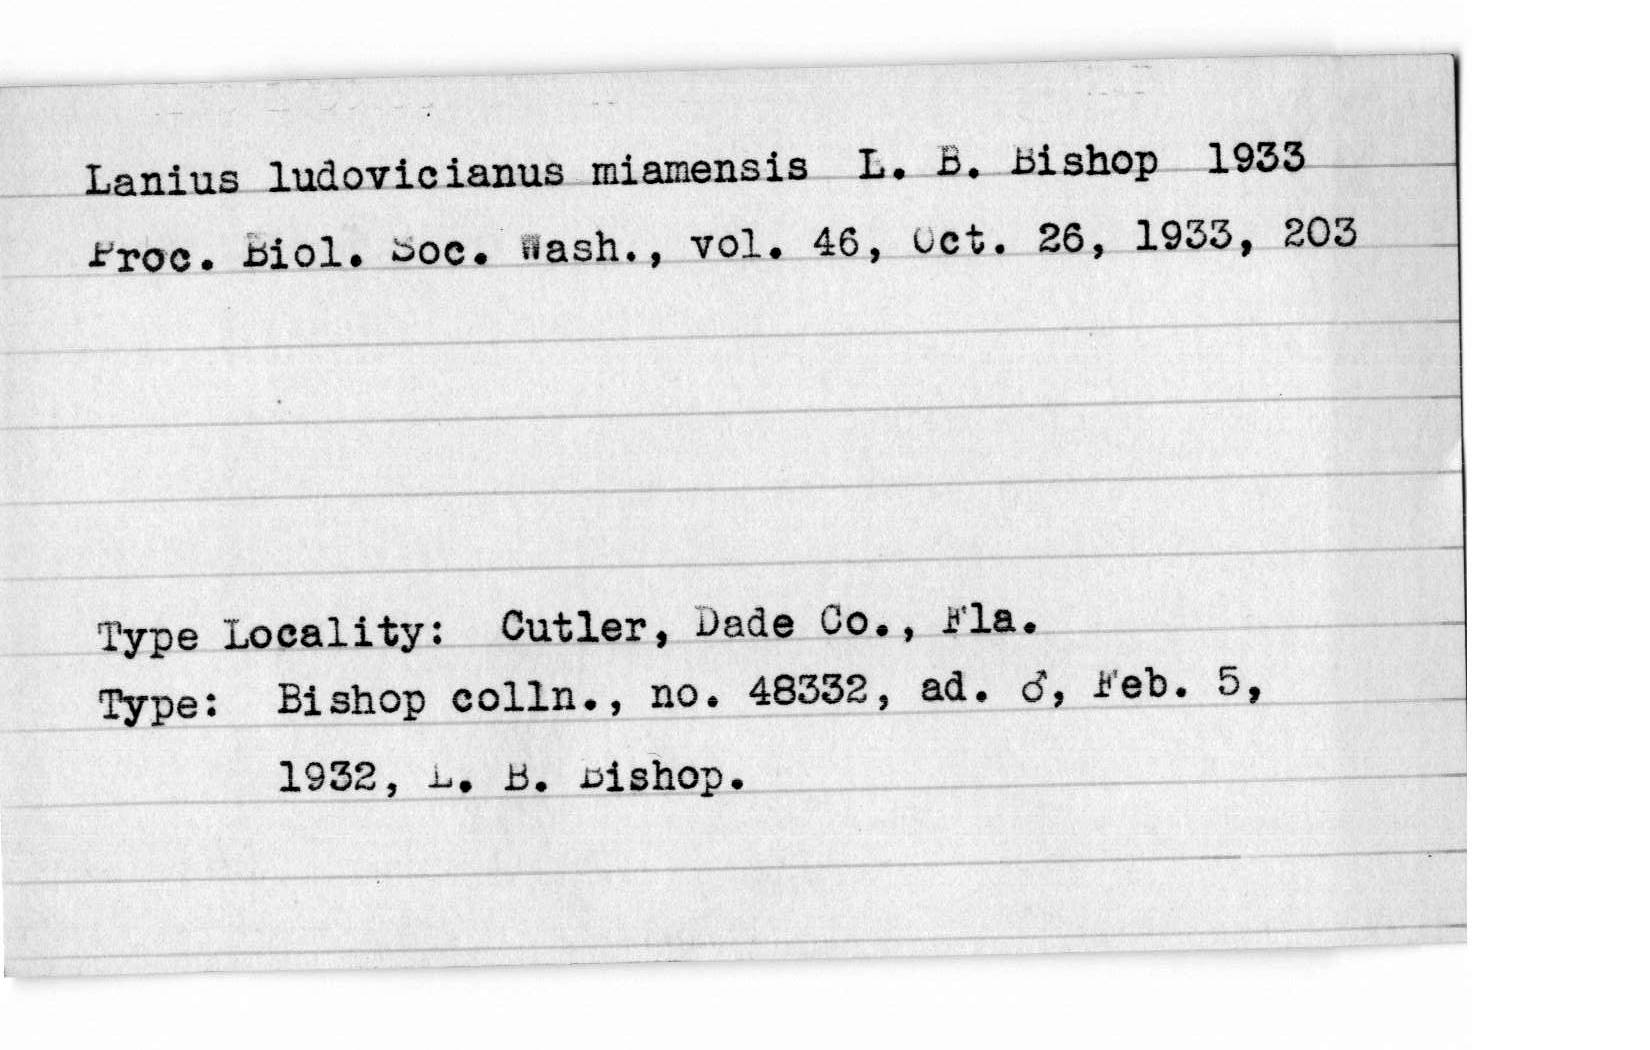 Lanius ludovicianus miamensis L. B. Bishop 1933
Proc. Biol. Soc. Wash., vol. 46, Oct. 26, 1933, 203
Type Locality: Cutler, Dade Co., Fla.
Type: Bishop colln., no. 48332, ad. ♂, Feb. 5,
1932, L. B. Bishop.